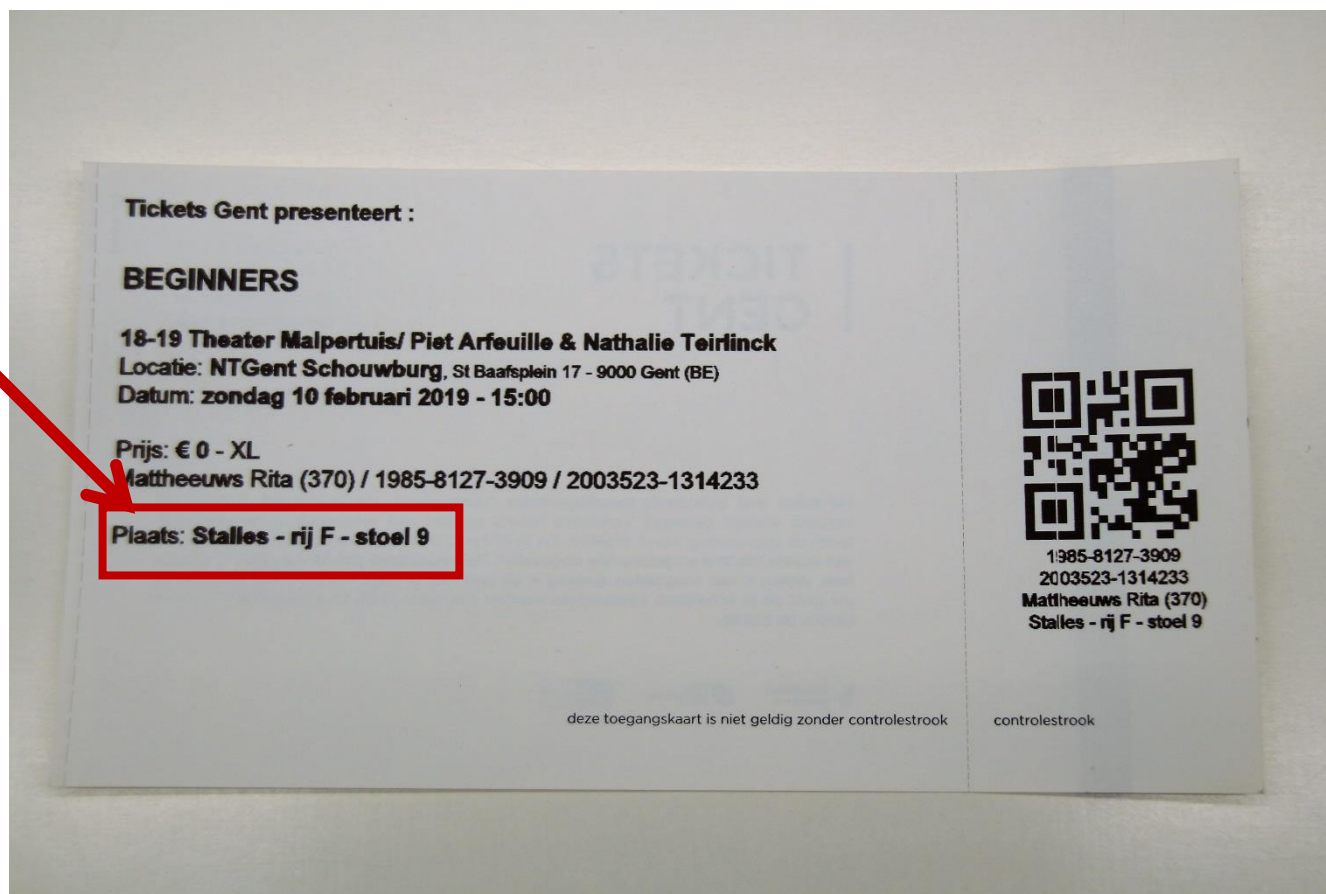 Tickets Gent presenteert :
BEGINNERS
18-19 Theater Malpertuis/ Piet Arfeuille & Nathalie Teirlinck
Locatie: NTGent Schouwburg, St Baafsplein 17 - 9000 Gent (BE)
Datum: zondag 10 februari 2019 - 15:00
Prijs: € 0 - XL
Mattheeuws Rita (370) / 1985-8127-3909 / 2003523-1314233
Plaats: Stalles - rij F - stoel 9
deze toegangskaart is niet geldig zonder controlestrook
1985-8127-3909
2003523-1314233
Mattheeuws Rita (370)
Stalles - rij F - stoel 9
controlestrook
TICKETS
GENT